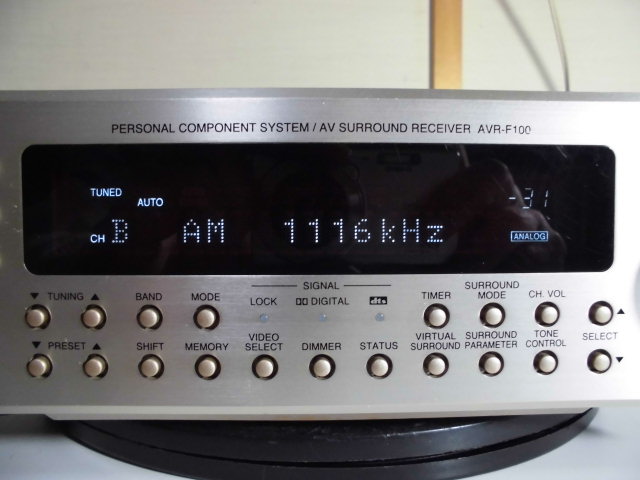 PERSONAL COMPONENT SYSTEM / AV SURROUND RECEIVER AVR-F100
TUNED
AUTO
-31
CH B AM 1116kHz
ANALOG
SIGNAL
▼ TUNING ▲ BAND MODE LOCK DIGITAL dts TIMER SURROUND MODE CH. VOL
▼ PRESET ▲ SHIFT MEMORY VIDEO SELECT DIMMER STATUS VIRTUAL SURROUND SURROUND PARAMETER TONE CONTROL SELECT ▲ ▼